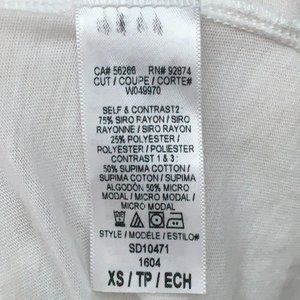 CA# 56266 RN# 92874
CUT / COUPE / CORTE#
W049970
SELF & CONTRAST2:
75% SIRO RAYON / SIRO
RAYONNE / SIRO RAYON
25% POLYESTER /
POLYESTER / POLIESTER
CONTRAST 1 & 3:
50% SUPIMA COTTON /
SUPIMA COTTON / SUPIMA
ALGODÓN 50% MICRO
MODAL / MICRO MODAL /
MICRO MODAL
STYLE / MODÈLE / ESTILO#
SD10471
1604
XS / TP / ECH